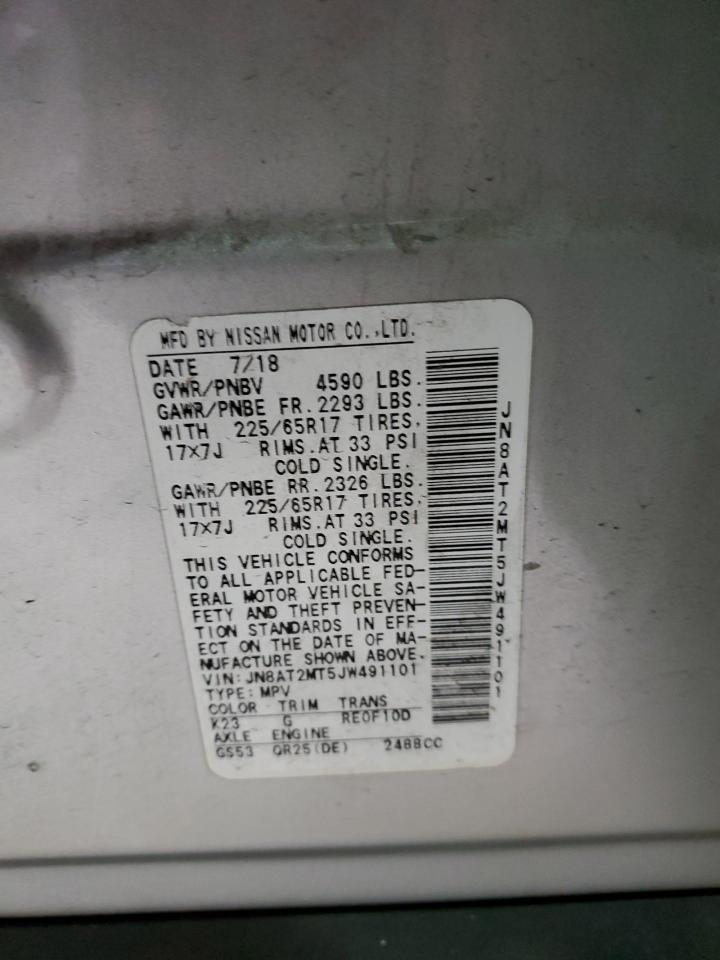 MFD BY NISSAN MOTOR CO.,LTD.
DATE 7/18
GVWR/PNBV 4590 LBS.
GAWR/PNBE FR. 2293 LBS.
WITH 225/65R17 TIRES,
17x7J RIMS.AT 33 PSI
COLD SINGLE.
GAWR/PNBE RR. 2326 LBS.
WITH 225/65R17 TIRES,
17x7J RIMS.AT 33 PSI
COLD SINGLE.
THIS VEHICLE CONFORMS
TO ALL APPLICABLE FED-
ERAL MOTOR VEHICLE SA-
FETY AND THEFT PREVEN-
TION STANDARDS IN EFF-
ECT ON THE DATE OF MA-
NUFACTURE SHOWN ABOVE.
VIN: JN8AT2MT5JW491101
TYPE: MPV
COLOR TRIM TRANS
K23 G RE0F10D
AXLE ENGINE
GS53 QR25(DE) 2488CC
JN8AT2MT5JW491101